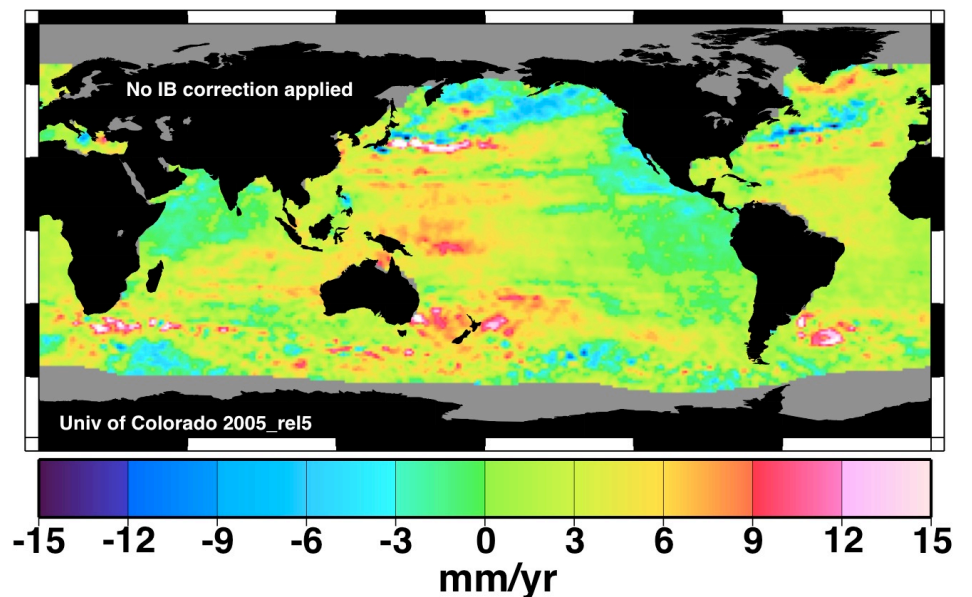 No IB correction applied
Univ of Colorado 2005_rel5
-15 -12 -9 -6 -3 0 3 6 9 12 15
mm/yr